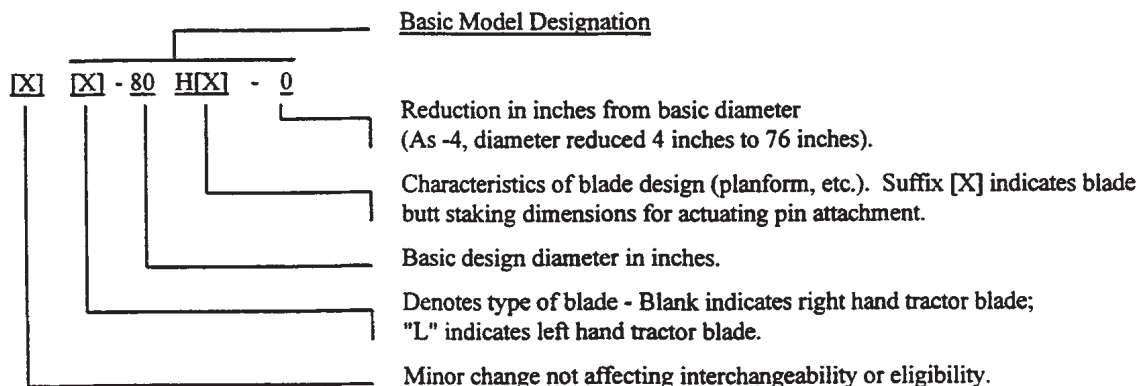 Basic Model Designation
[X] [X] - 80 H[X] - 0
Reduction in inches from basic diameter
(As -4, diameter reduced 4 inches to 76 inches).
Characteristics of blade design (planform, etc.). Suffix [X] indicates blade
butt staking dimensions for actuating pin attachment.
Basic design diameter in inches.
Denotes type of blade - Blank indicates right hand tractor blade;
"L" indicates left hand tractor blade.
Minor change not affecting interchangeability or eligibility.